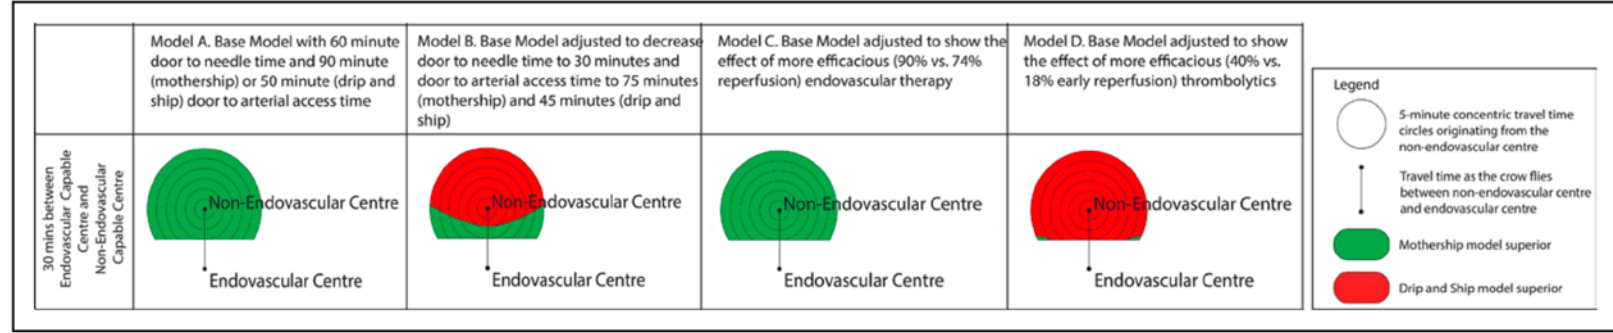 Model A. Base Model with 60 minute
door to needle time and 90 minute
(mothership) or 50 minute (drip and
ship) door to arterial access time
Model B. Base Model adjusted to decrease
door to needle time to 30 minutes and
door to arterial access time to 75 minutes
(mothership) and 45 minutes (drip and
ship)
Model C. Base Model adjusted to show the
effect of more efficacious (90% vs. 74%
reperfusion) endovascular therapy
Model D. Base Model adjusted to show
the effect of more efficacious (40% vs.
18% early reperfusion) thrombolytics
30 mins between
Endovascular Capable
Centre and
Non-Endovascular
Capable Centre
Non-Endovascular Centre
Endovascular Centre
Non-Endovascular Centre
Endovascular Centre
Non-Endovascular Centre
Endovascular Centre
Non-Endovascular Centre
Endovascular Centre
Legend
5-minute concentric travel time
circles originating from the
non-endovascular centre
Travel time as the crow flies
between non-endovascular centre
and endovascular centre
Mothership model superior
Drip and Ship model superior